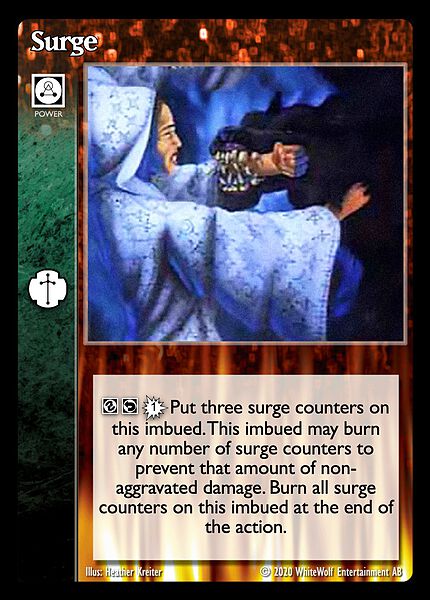 Surge
POWER
1 Put three surge counters on
this imbued. This imbued may burn
any number of surge counters to
prevent that amount of non-
aggravated damage. Burn all surge
counters on this imbued at the end of
the action.
Illus: Heather Kreiter
© 2020 WhiteWolf Entertainment AB